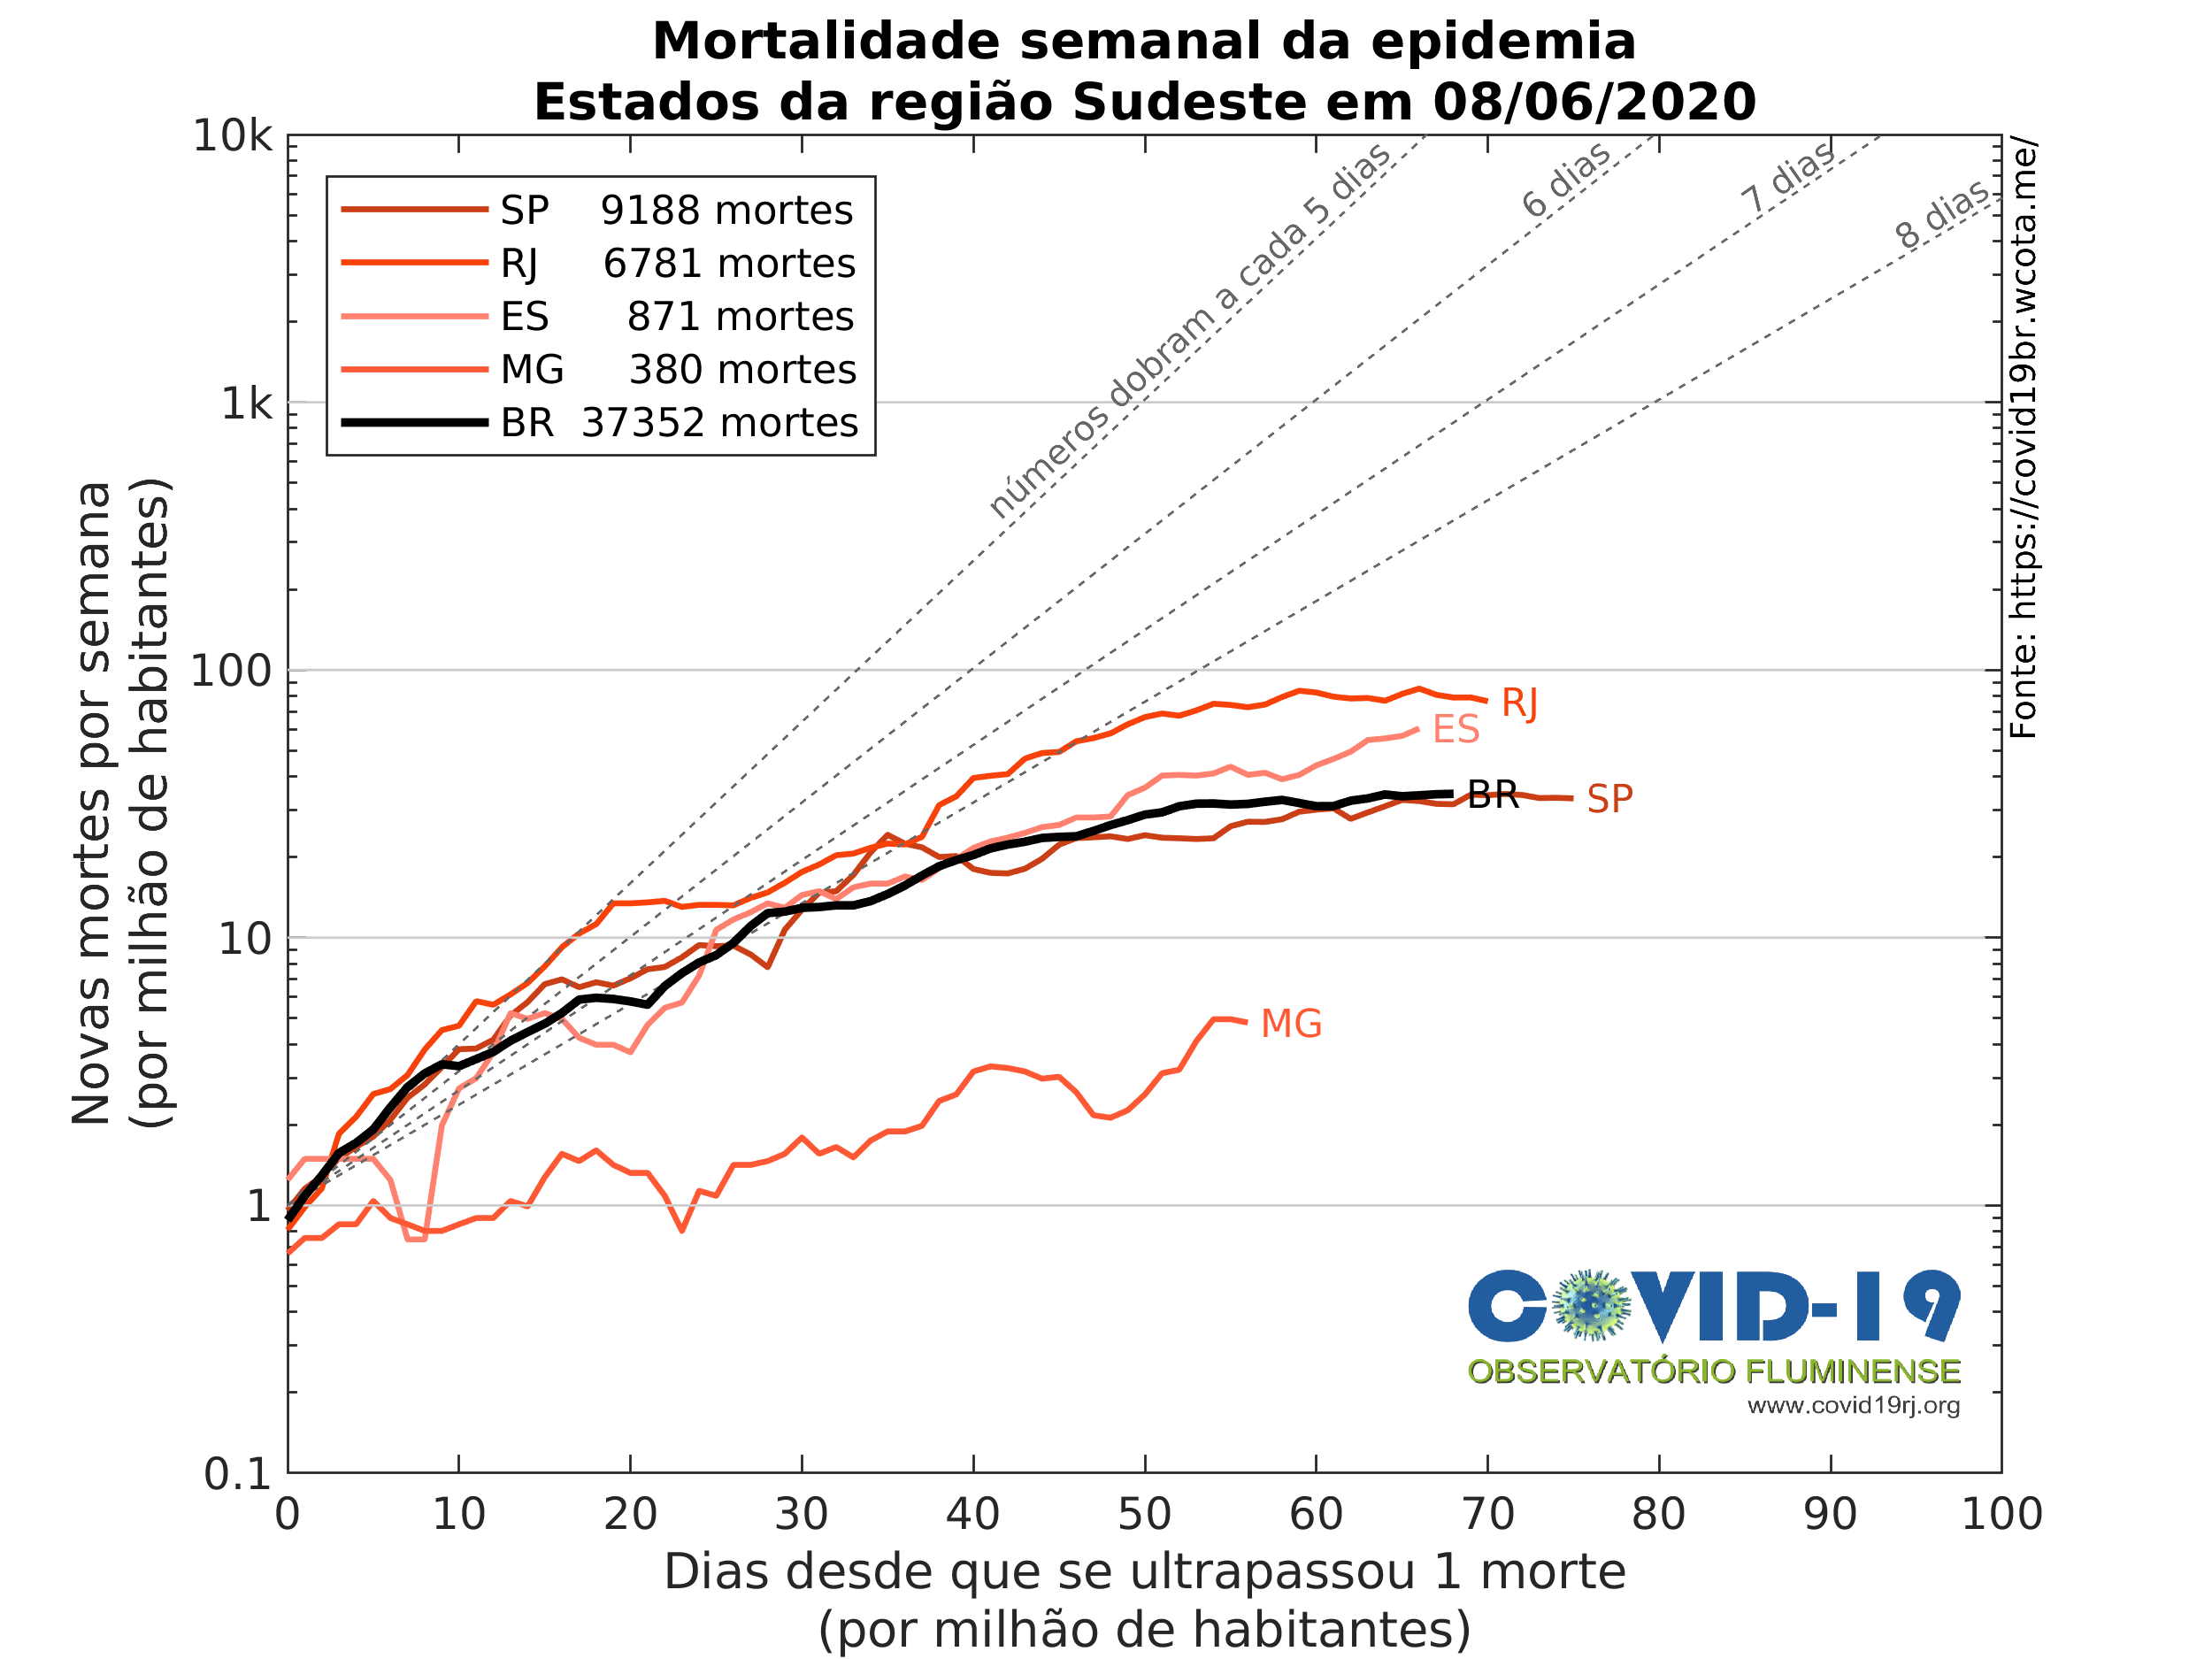 Mortalidade semanal da epidemia
Estados da região Sudeste em 08/06/2020
10k
1k
100
10
1
0.1
Novas mortes por semana
(por milhão de habitantes)
SP 9188 mortes
RJ 6781 mortes
ES 871 mortes
MG 380 mortes
BR 37352 mortes
números dobram a cada 5 dias
6 dias
7 dias
8 dias
Fonte: https://covid19br.wcota.me/
RJ
ES
BR
SP
MG
COVID-19
OBSERVATÓRIO FLUMINENSE
www.covid19rj.org
0 10 20 30 40 50 60 70 80 90 100
Dias desde que se ultrapassou 1 morte
(por milhão de habitantes)